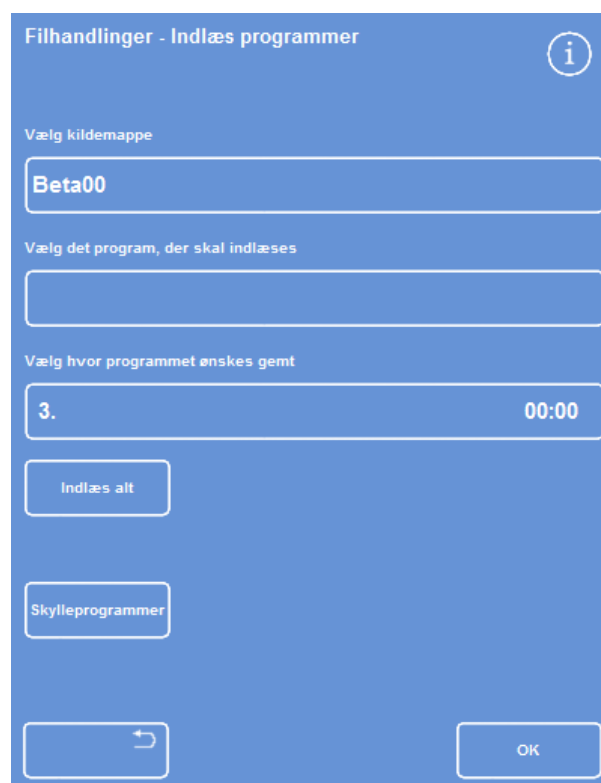 Filhandlinger - Indlæs programmer
i
Vælg kildemappe
Beta00
Vælg det program, der skal indlæses
Vælg hvor programmet ønskes gemt
3. 00:00
Indlæs alt
Skylleprogrammer
OK